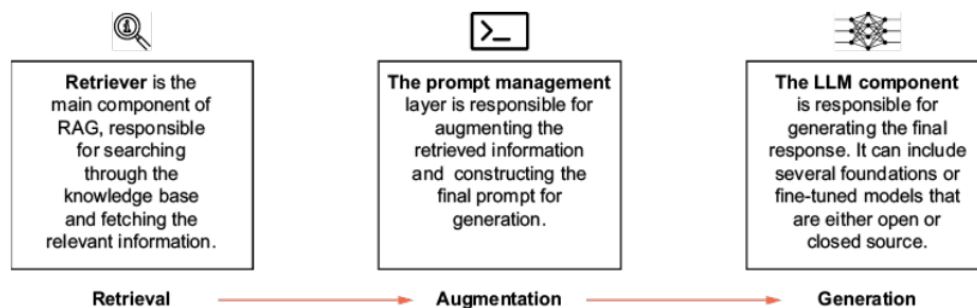 >_
Retriever is the
main component of
RAG, responsible
for searching
through the
knowledge base
and fetching the
relevant information.
The prompt management
layer is responsible for
augmenting the
retrieved information
and constructing the
final prompt for
generation.
The LLM component
is responsible for
generating the final
response. It can include
several foundations or
fine-tuned models that
are either open or
closed source.
Retrieval
Augmentation
Generation